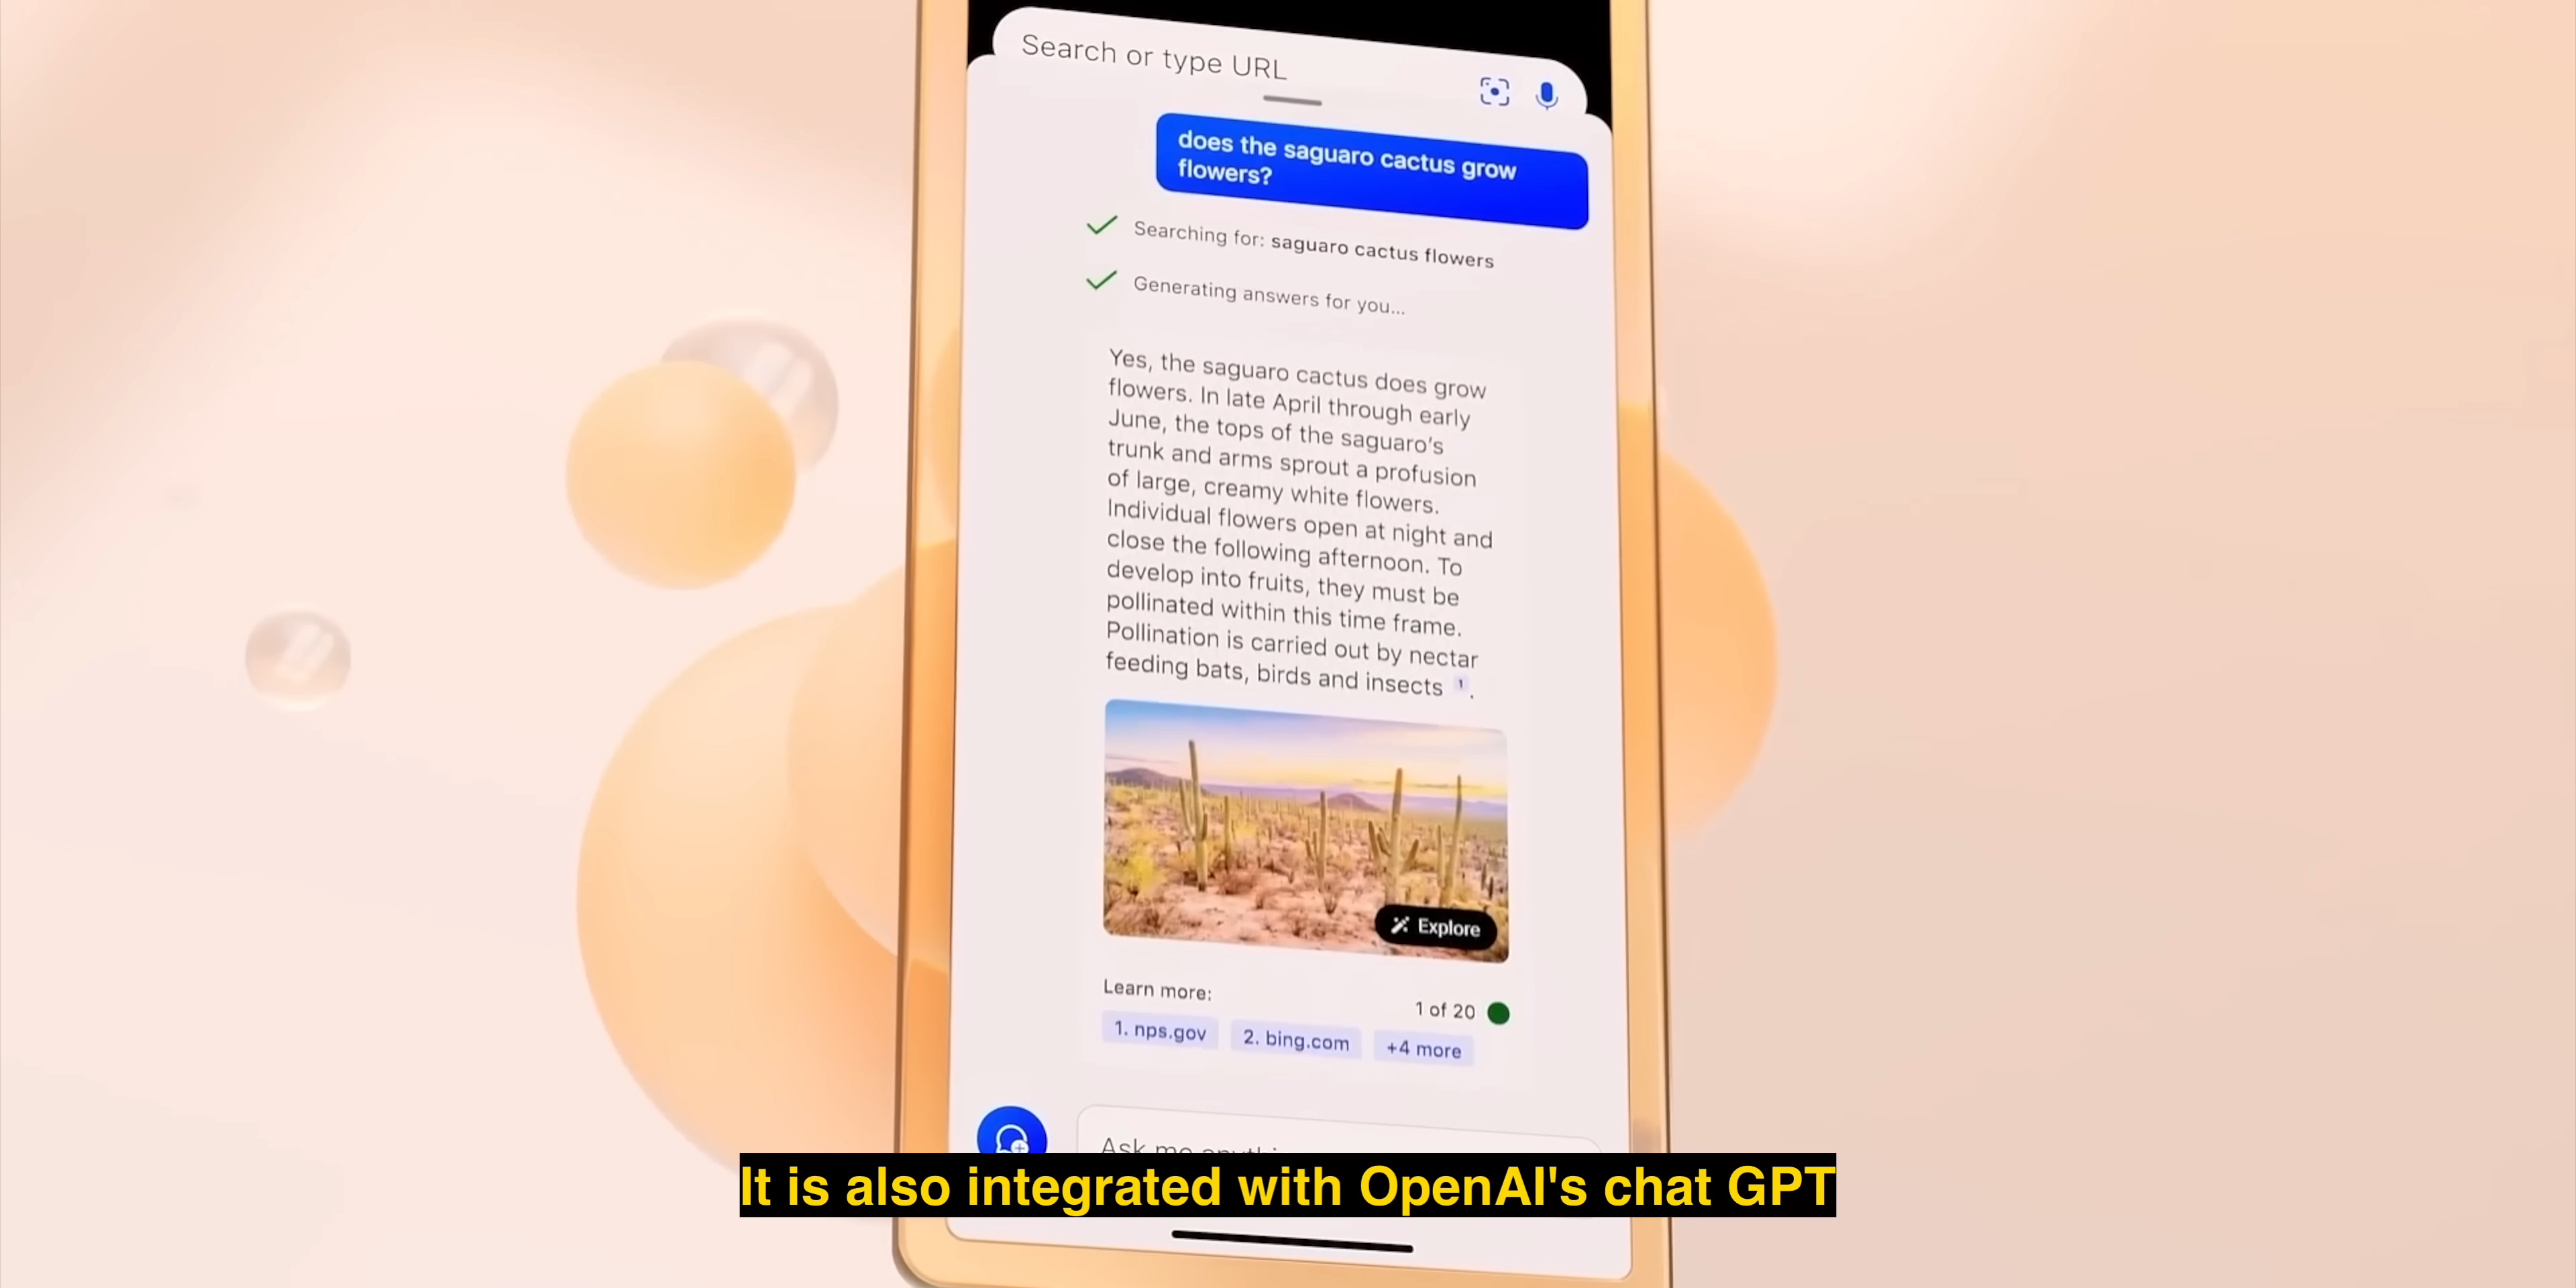 Search or type URL
does the saguaro cactus grow
flowers?
Searching for: saguaro cactus flowers
Generating answers for you...
Yes, the saguaro cactus does grow
flowers. In late April through early
June, the tops of the saguaro's
trunk and arms sprout a profusion
of large, creamy white flowers.
Individual flowers open at night and
close the following afternoon. To
develop into fruits, they must be
pollinated within this time frame.
Pollination is carried out by nectar
feeding bats, birds and insects 1.
Explore
Learn more:
1 of 20
1. nps.gov
2. bing.com
+4 more
Ask me
It is also integrated with OpenAI's chat GPT